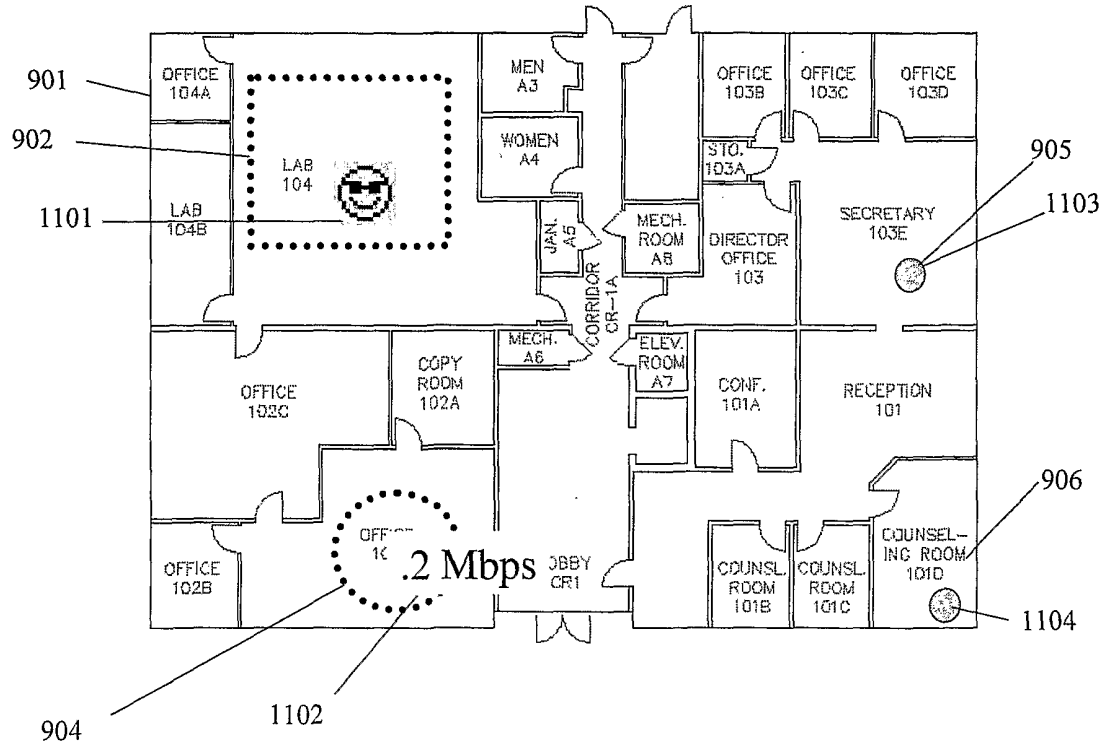 901
902
1101
904
1102
905
1103
906
1104
OFFICE
104A
LAB
104
LAB
104B
MEN
A3
WOMEN
A4
JAN.
A5
MECH.
ROOM
A8
CORRIDOR
CR-1A
OFFICE
103B
OFFICE
103C
OFFICE
103D
STO.
103A
DIRECTOR
OFFICE
103
SECRETARY
103E
OFFICE
102C
COPY
ROOM
102A
MECH.
A6
ELEV.
ROOM
A7
CONF.
101A
RECEPTION
101
OFFICE
102B
.2 Mbps
CR1
COUNSL.
ROOM
101B
COUNSL.
ROOM
101C
COUNSEL-
ING ROOM
101D